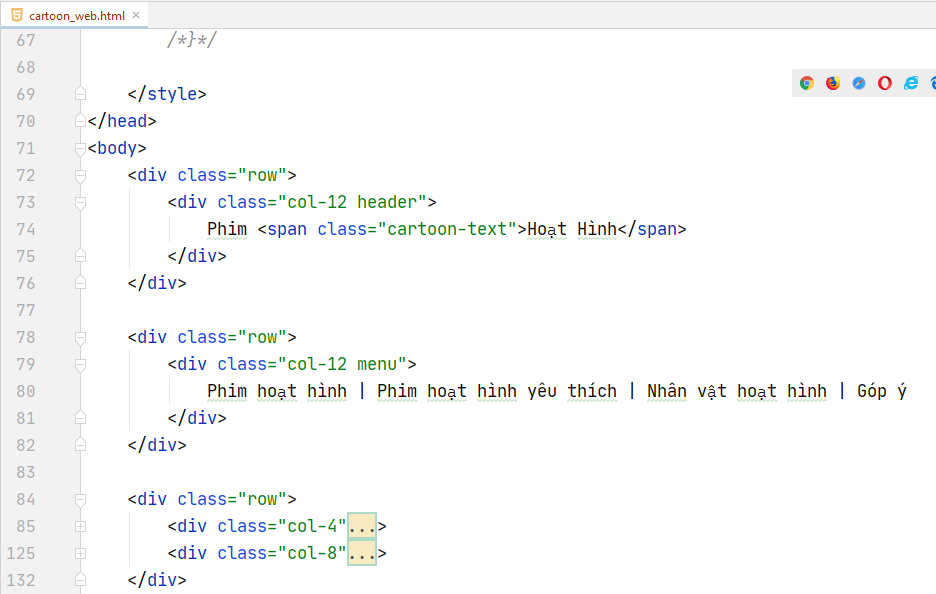 cartoon_web.html
67 /*}*/
68
69 </style>
70 </head>
71 <body>
72 <div class="row">
73 <div class="col-12 header">
74 Phim <span class="cartoon-text">Hoạt Hình</span>
75 </div>
76 </div>
77
78 <div class="row">
79 <div class="col-12 menu">
80 Phim hoạt hình | Phim hoạt hình yêu thích | Nhân vật hoạt hình | Góp ý
81 </div>
82 </div>
83
84 <div class="row">
85 <div class="col-4"...>
125 <div class="col-8"...>
132 </div>